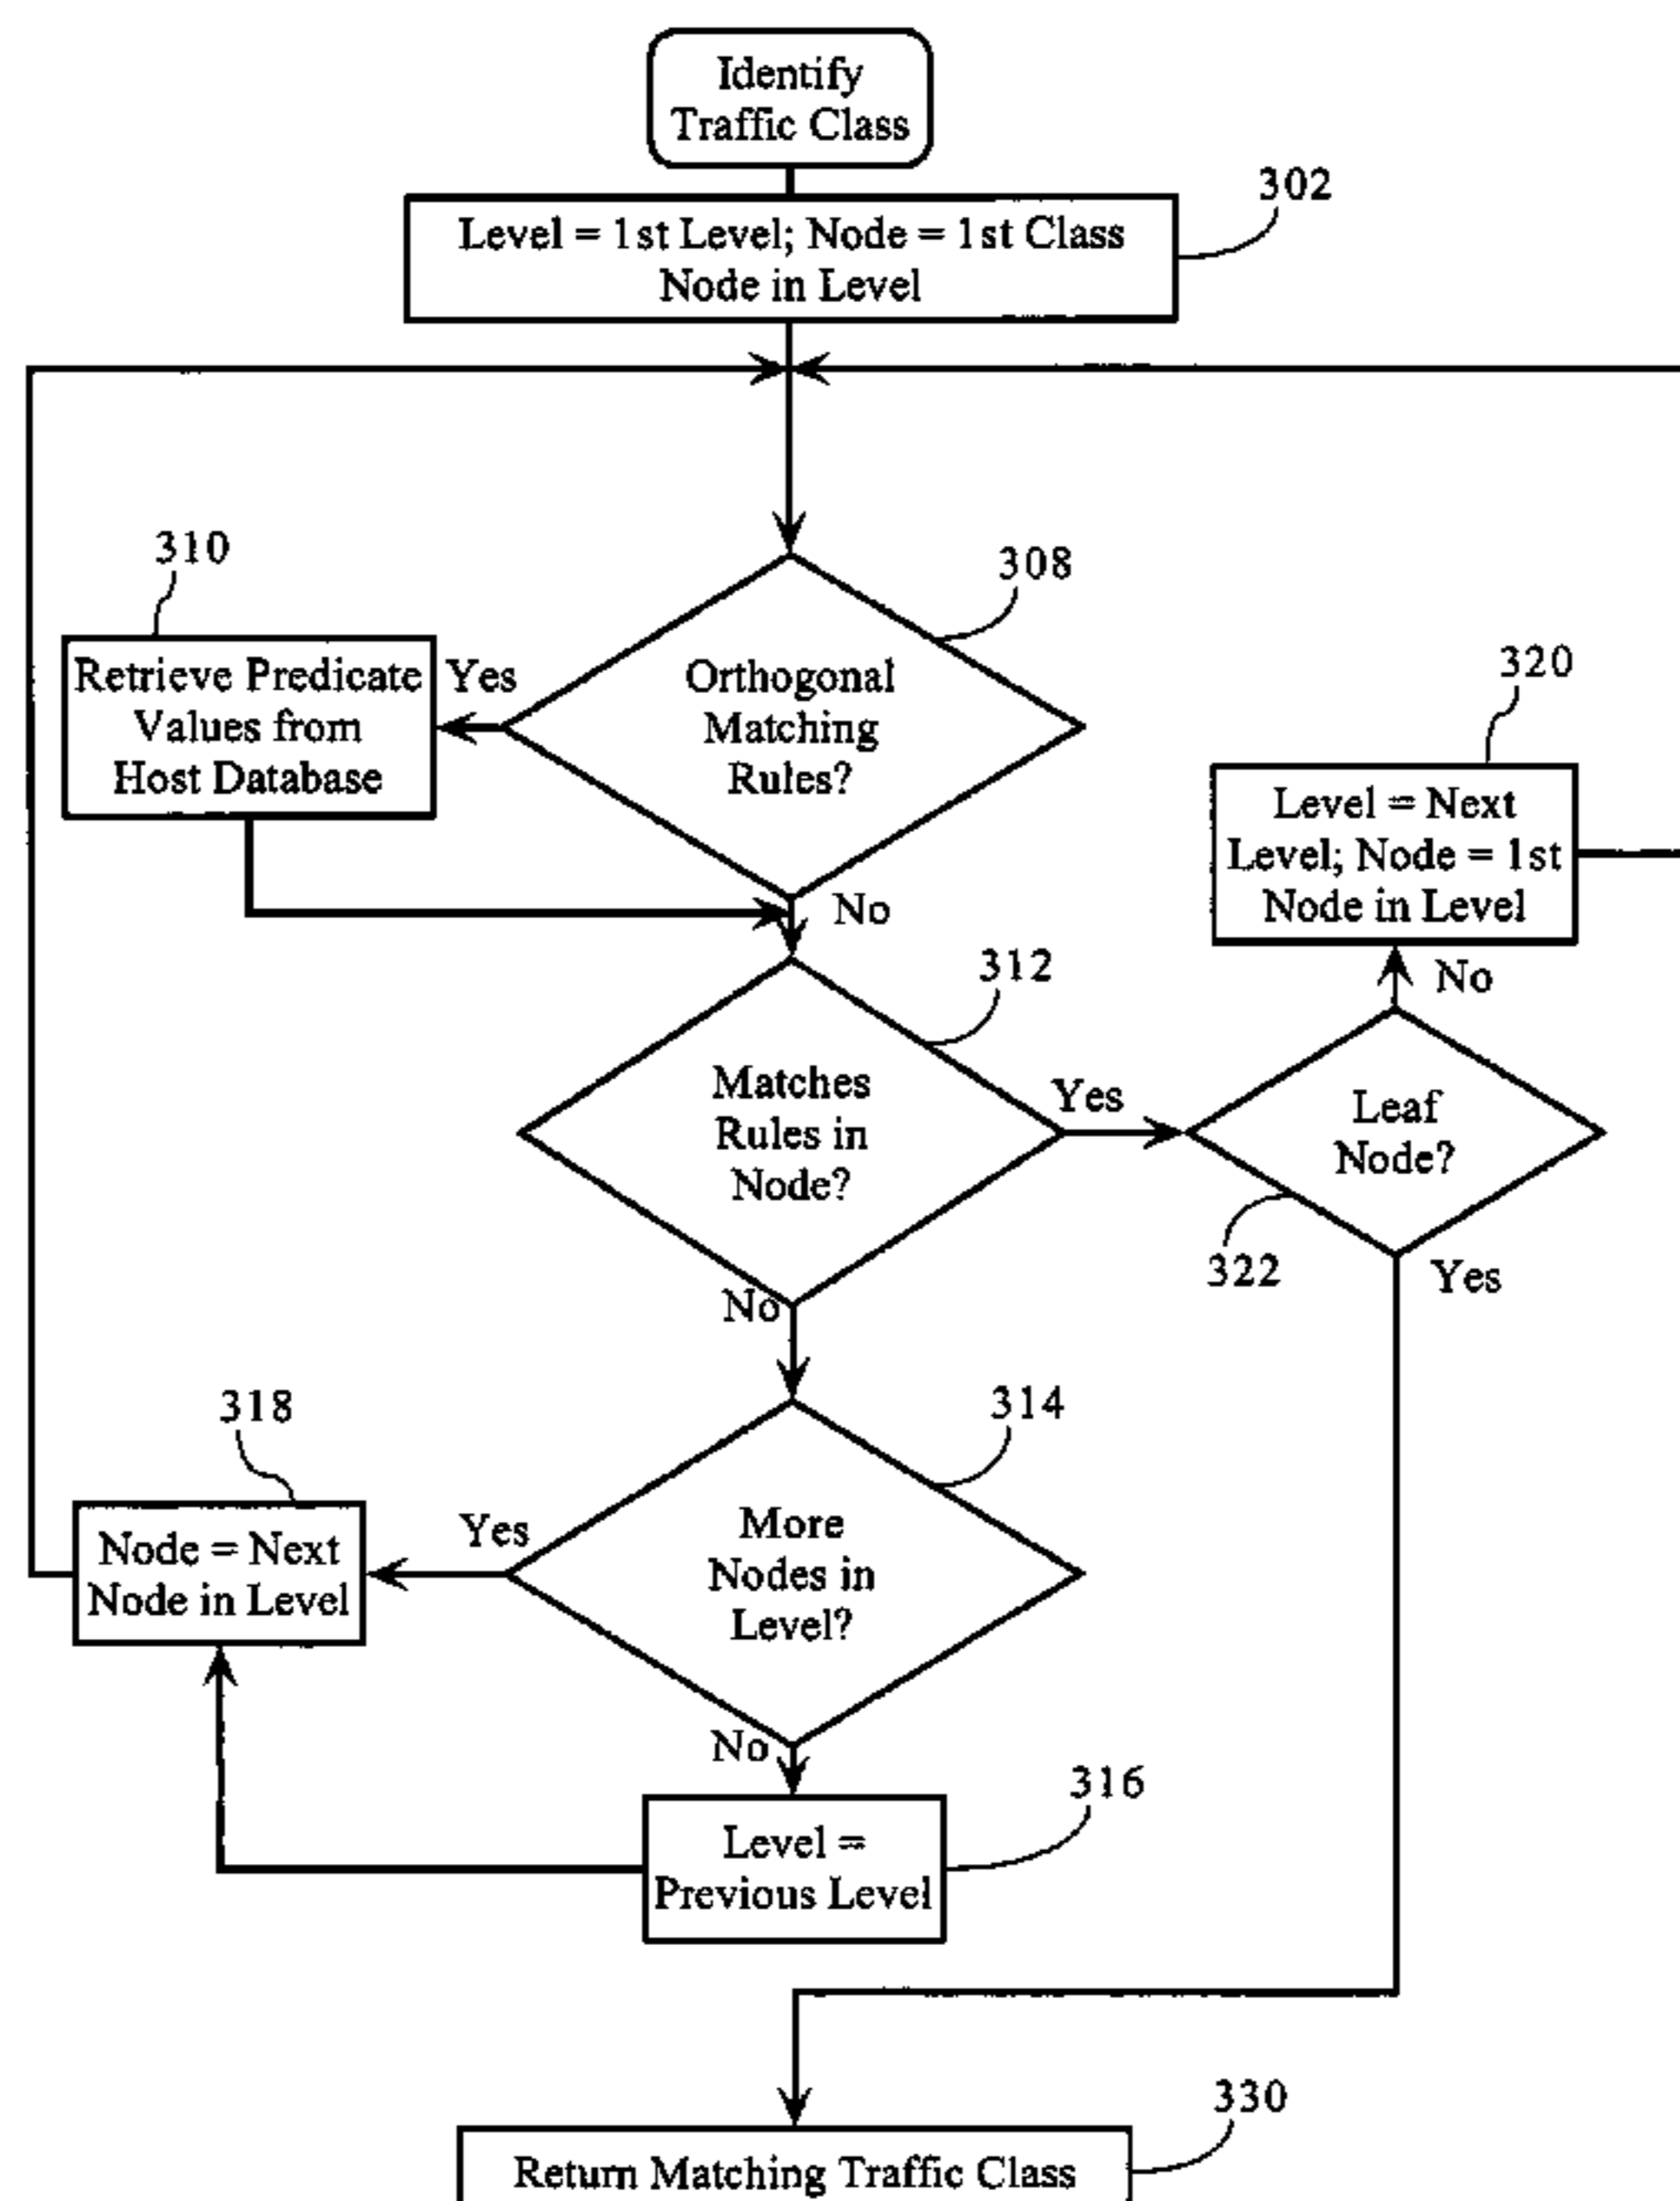 Identify
Traffic Class
302
Level = 1st Level; Node = 1st Class
Node in Level
310
308
Retrieve Predicate
Values from
Host Database
Yes
Orthogonal
Matching
Rules?
320
Level = Next
Level; Node = 1st
Node in Level
No
312
No
Matches
Rules in
Node?
Yes
Leaf
Node?
322
Yes
No
318
314
Node = Next
Node in Level
Yes
More
Nodes in
Level?
No
316
Level =
Previous Level
330
Return Matching Traffic Class